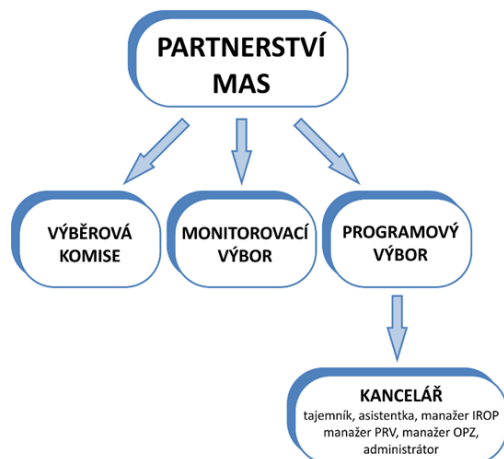 PARTNERSTVÍ
MAS
VÝBĚROVÁ
KOMISE
MONITOROVACÍ
VÝBOR
PROGRAMOVÝ
VÝBOR
KANCELÁŘ
tajemník, asistentka, manažer IROP
manažer PRV, manažer OPZ,
administrátor